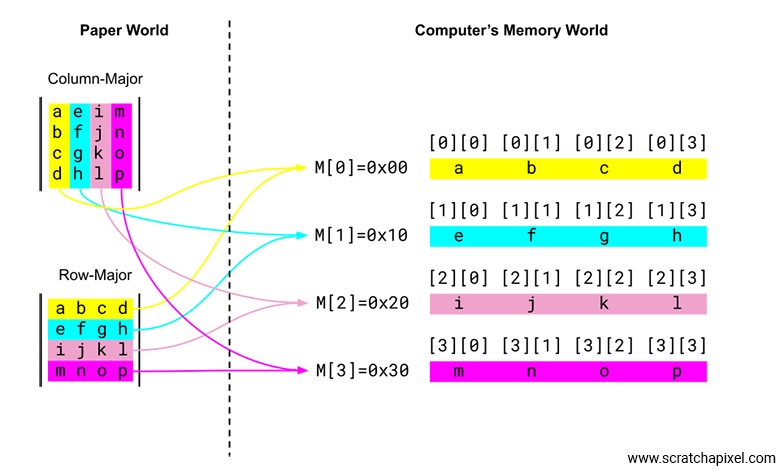 Paper World
Computer's Memory World
Column-Major
a e i m
b f j n
c g k o
d h l p
Row-Major
a b c d
e f g h
i j k l
m n o p
[0][0] [0][1] [0][2] [0][3]
M[0]=0x00 a b c d
[1][0] [1][1] [1][2] [1][3]
M[1]=0x10 e f g h
[2][0] [2][1] [2][2] [2][3]
M[2]=0x20 i j k l
[3][0] [3][1] [3][2] [3][3]
M[3]=0x30 m n o p
www.scratchapixel.com